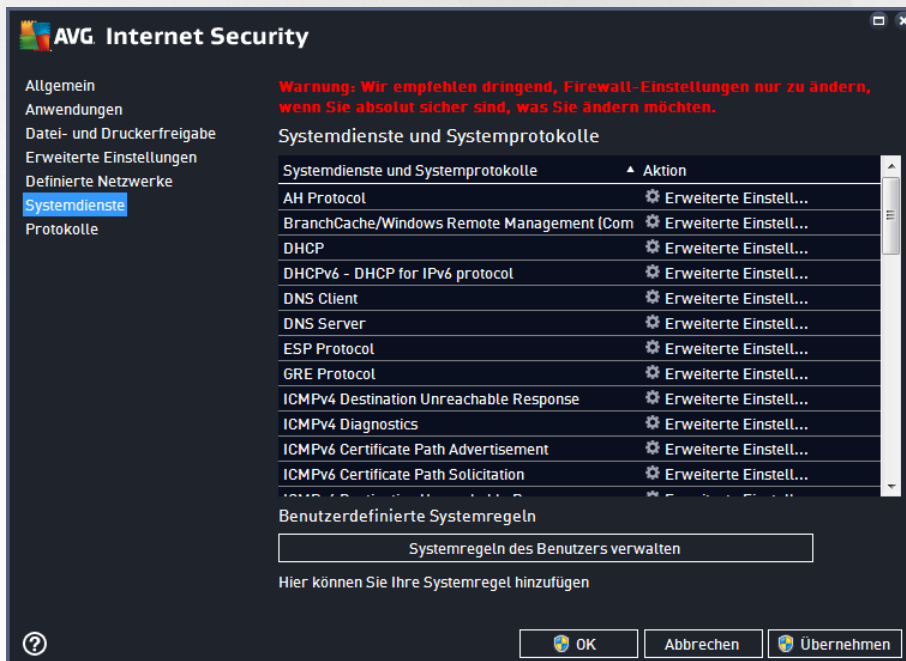 AVG Internet Security
Allgemein
Anwendungen
Datei- und Druckerfreigabe
Erweiterte Einstellungen
Definierte Netzwerke
Systemdienste
Protokolle
Warnung: Wir empfehlen dringend, Firewall-Einstellungen nur zu ändern,
wenn Sie absolut sicher sind, was Sie ändern möchten.
Systemdienste und Systemprotokolle
Systemdienste und Systemprotokolle Aktion
AH Protocol Erweiterte Einstell...
BranchCache/Windows Remote Management (Com Erweiterte Einstell...
DHCP Erweiterte Einstell...
DHCPv6 - DHCP for IPv6 protocol Erweiterte Einstell...
DNS Client Erweiterte Einstell...
DNS Server Erweiterte Einstell...
ESP Protocol Erweiterte Einstell...
GRE Protocol Erweiterte Einstell...
ICMPv4 Destination Unreachable Response Erweiterte Einstell...
ICMPv4 Diagnostics Erweiterte Einstell...
ICMPv6 Certificate Path Advertisement Erweiterte Einstell...
ICMPv6 Certificate Path Solicitation Erweiterte Einstell...
Benutzerdefinierte Systemregeln
Systemregeln des Benutzers verwalten
Hier können Sie Ihre Systemregel hinzufügen
? OK Abbrechen Übernehmen